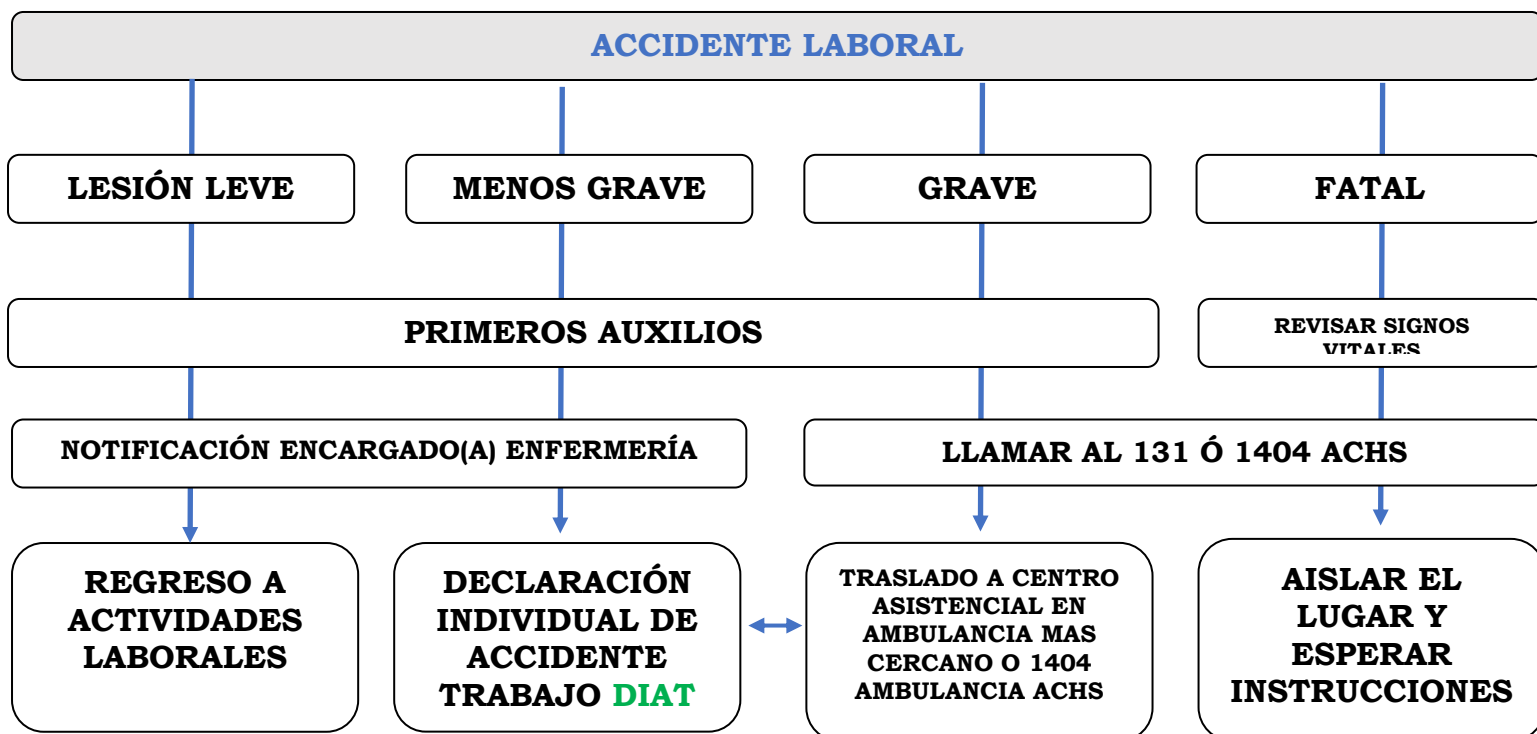 ACCIDENTE LABORAL
LESIÓN LEVE
MENOS GRAVE
GRAVE
FATAL
PRIMEROS AUXILIOS
REVISAR SIGNOS
VITALES
NOTIFICACIÓN ENCARGADO(A) ENFERMERÍA
LLAMAR AL 131 Ó 1404 ACHS
REGRESO A
ACTIVIDADES
LABORALES
DECLARACIÓN
INDIVIDUAL DE
ACCIDENTE
TRABAJO DIAT
TRASLADO A CENTRO
ASISTENCIAL EN
AMBULANCIA MAS
CERCANO O 1404
AMBULANCIA ACHS
AISLAR EL
LUGAR Y
ESPERAR
INSTRUCCIONES